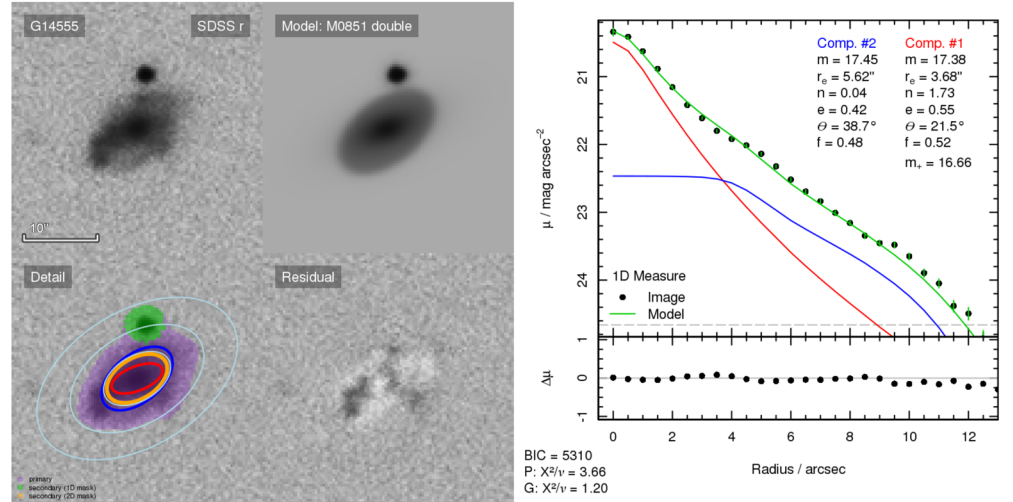 G14555
SDSS r
Model: M0851 double
10"
Detail
Residual
primary
secondary (1D mask)
secondary (2D mask)
Comp. #2
m = 17.45
re = 5.62"
n = 0.04
e = 0.42
Θ = 38.7°
f = 0.48
Comp. #1
m = 17.38
re = 3.68"
n = 1.73
e = 0.55
Θ = 21.5°
f = 0.52
m+ = 16.66
μ / mag arcsec−2
21
22
23
24
1D Measure
Image
Model
Δμ
1
0
-1
0 2 4 6 8 10 12
Radius / arcsec
BIC = 5310
P: X²/ν = 3.66
G: X²/ν = 1.20